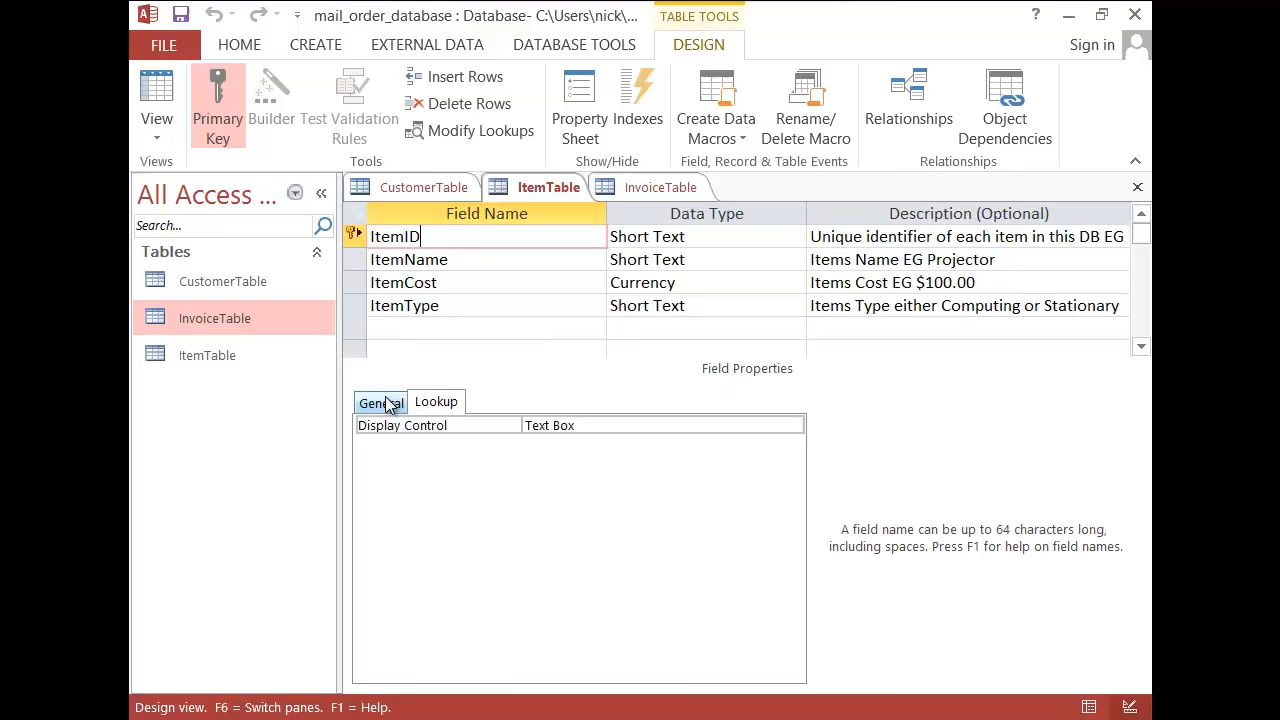 mail_order_database : Database- C:\Users\nick\...
TABLE TOOLS
?
FILE
HOME
CREATE
EXTERNAL DATA
DATABASE TOOLS
DESIGN
Sign in
View
Primary
Key
Builder
Test Validation
Rules
Insert Rows
Delete Rows
Modify Lookups
Property
Sheet
Indexes
Create Data
Macros
Rename/
Delete Macro
Relationships
Object
Dependencies
Views
Tools
Show/Hide
Field, Record & Table Events
Relationships
All Access ...
Search...
Tables
CustomerTable
InvoiceTable
ItemTable
CustomerTable
ItemTable
InvoiceTable
Field Name Data Type Description (Optional)
ItemID Short Text Unique identifier of each item in this DB EG
ItemName Short Text Items Name EG Projector
ItemCost Currency Items Cost EG $100.00
ItemType Short Text Items Type either Computing or Stationary
Field Properties
General Lookup
Display Control Text Box
A field name can be up to 64 characters long,
including spaces. Press F1 for help on field names.
Design view. F6 = Switch panes. F1 = Help.